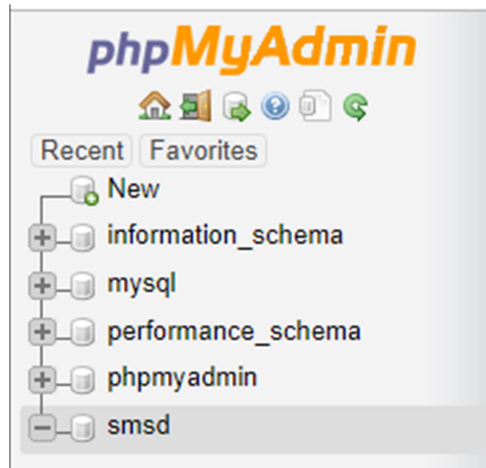 phpMyAdmin
Recent Favorites
New
information_schema
mysql
performance_schema
phpmyadmin
smsd